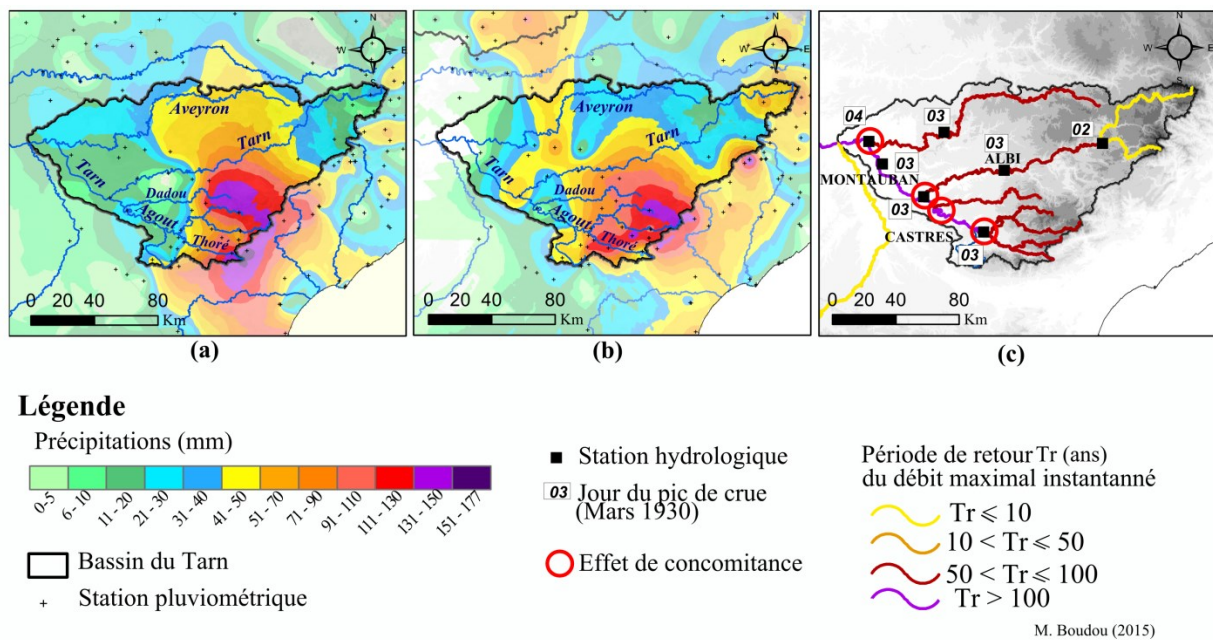 N
W
E
S
Aveyron
Tarn
Tarn
Dadou
Agout
Thoré
0 20 40 80
Km
(a)
N
W
E
S
Aveyron
Tarn
Tarn
Dadou
Agout
Thoré
0 20 40 80
Km
(b)
N
W
E
S
04
03
02
03
ALBI
03
MONTAUBAN
03
CASTRES
03
0 20 40 80
Km
(c)
Légende
Précipitations (mm)
0-5
6-10
11-20
21-30
31-40
41-50
51-70
71-90
91-110
111-130
131-150
151-177
Bassin du Tarn
Station pluviométrique
Station hydrologique
03 Jour du pic de crue
(Mars 1930)
Effet de concomitance
Période de retour Tr (ans)
du débit maximal instantanné
Tr ⩽ 10
10 < Tr ⩽ 50
50 < Tr ⩽ 100
Tr > 100
M. Boudou (2015)